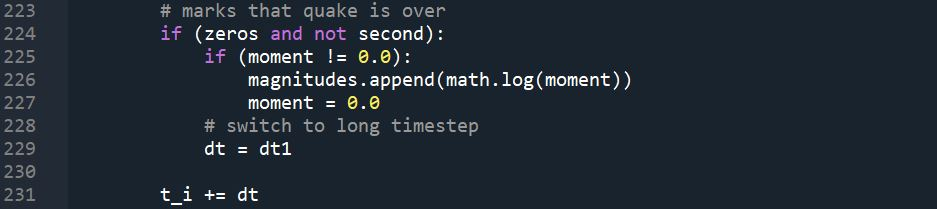 223         # marks that quake is over
224         if (zeros and not second):
225             if (moment != 0.0):
226                 magnitudes.append(math.log(moment))
227                 moment = 0.0
228             # switch to long timestep
229             dt = dt1
230
231         t_i += dt